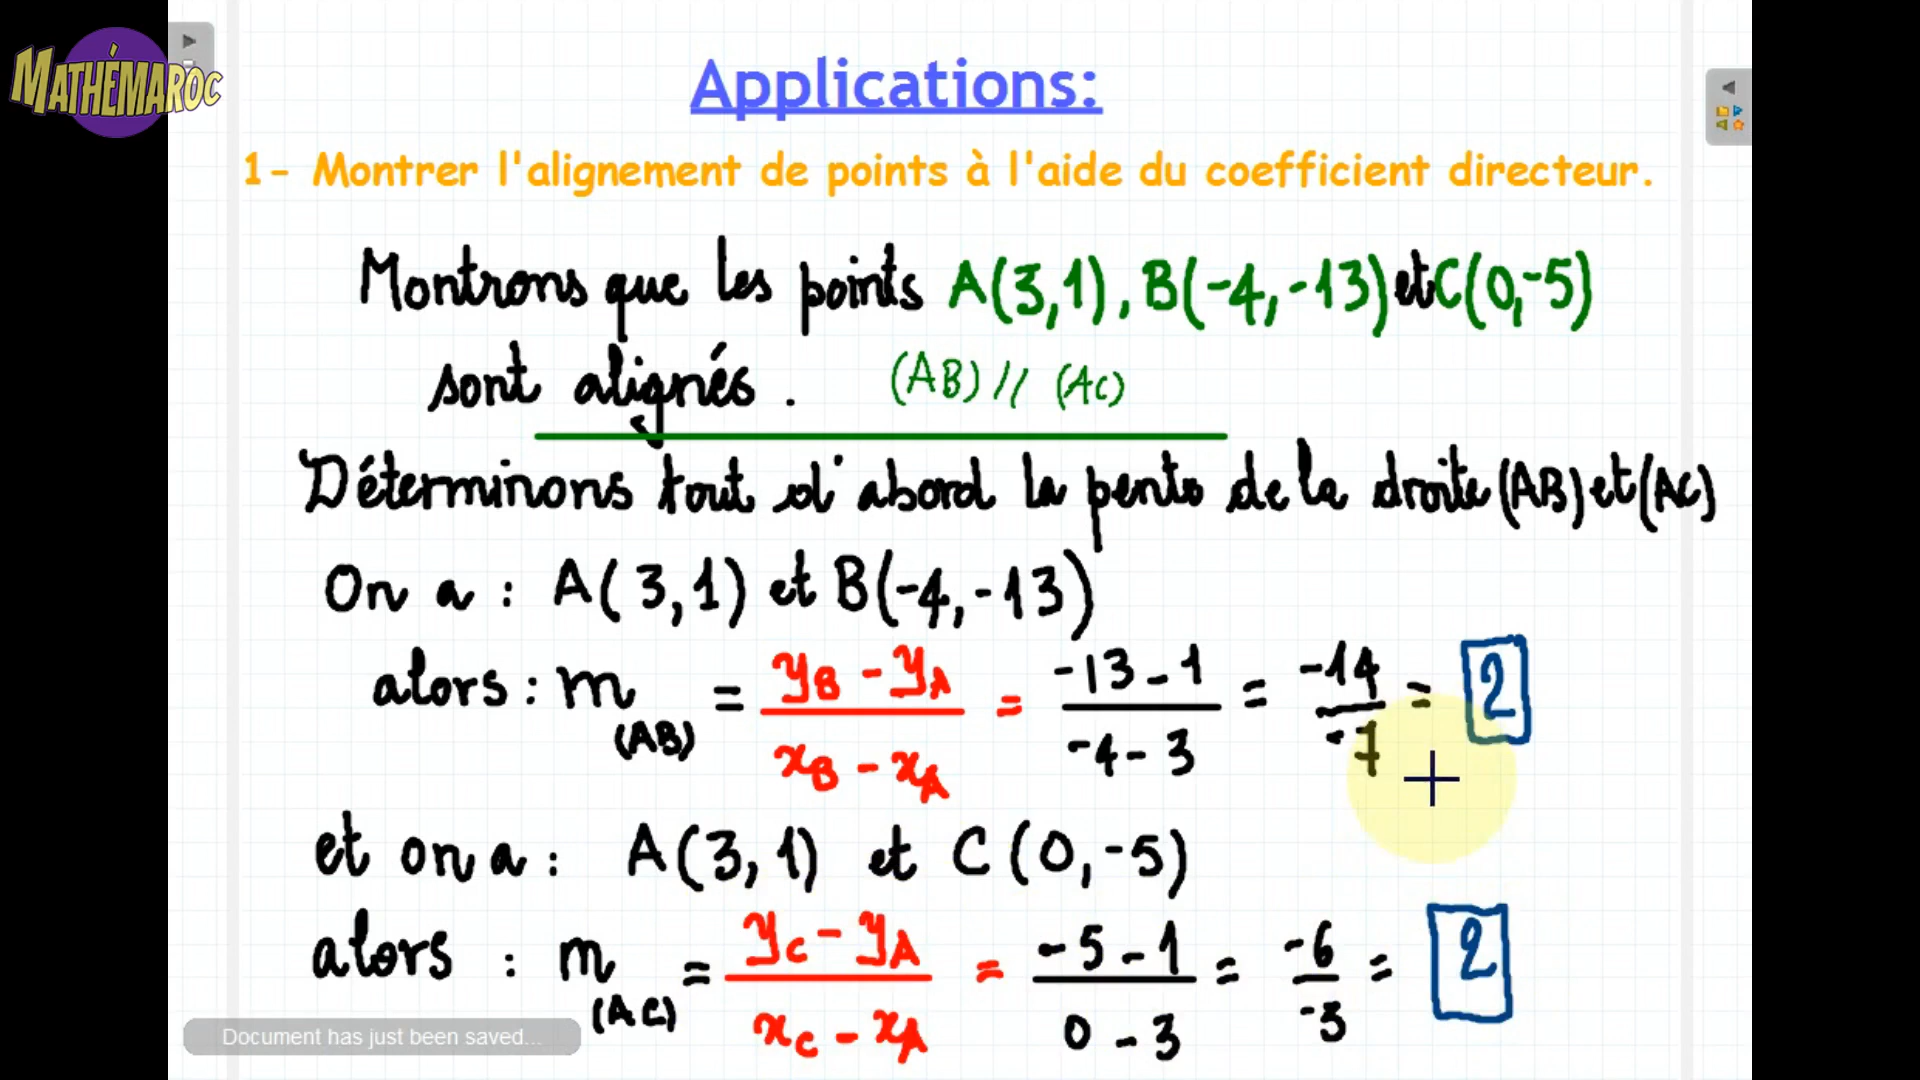 MATHÉMAROC
Applications:
1- Montrer l'alignement de points à l'aide du coefficient directeur.
Montrons que les points A(3,1), B(-4,-13) et C(0,-5)
sont alignés. (AB) // (AC)
Déterminons tout d'abord la pente de la droite (AB) et (AC)
On a : A(3,1) et B(-4,-13)
alors : m(AB) = (yB - yA)/(xB - xA) = (-13-1)/(-4-3) = -14/-7 = 2
et on a : A(3,1) et C(0,-5)
alors : m(AC) = (yC - yA)/(xC - xA) = (-5-1)/(0-3) = -6/-3 = 2
Document has just been saved...